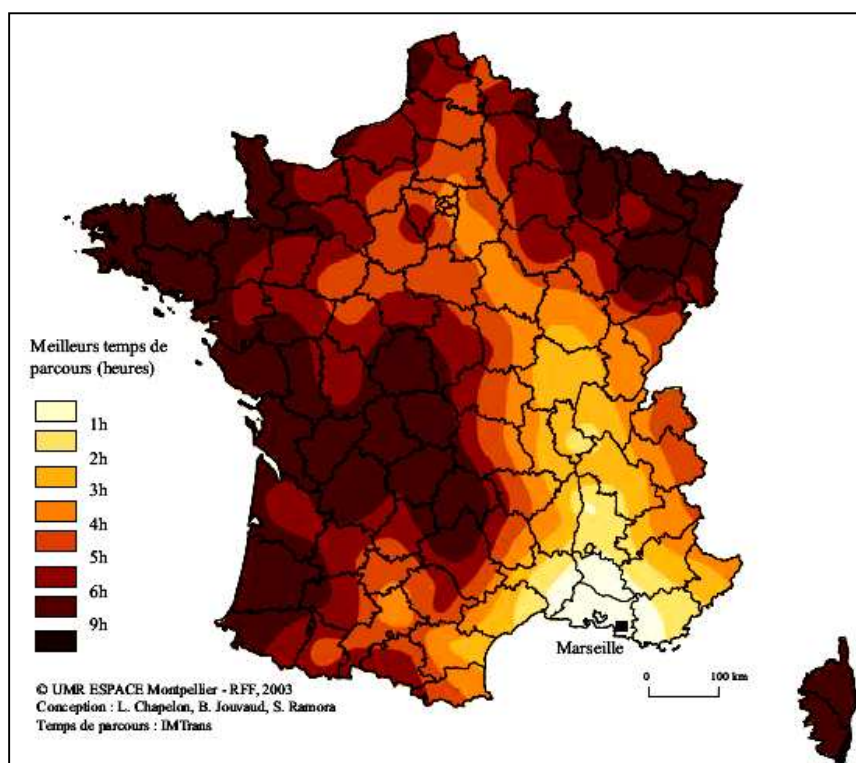 Meilleurs temps de
parcours (heures)
1h
2h
3h
4h
5h
6h
9h
Marseille
0 100 km
© UMR ESPACE Montpellier - RFF, 2003
Conception : L. Chapelon, B. Jouvaud, S. Ramora
Temps de parcours : IMTrans